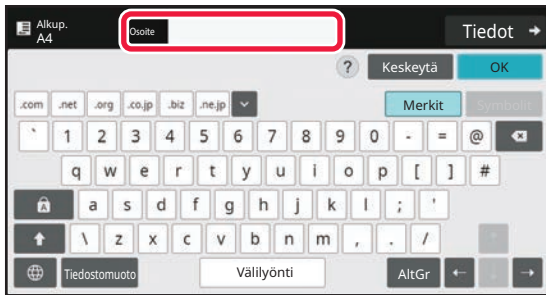 Alkup.
A4
Osoite
Tiedot
? Keskeytä OK
.com .net .org .co.jp .biz .ne.jp Merkit Symbolit
` 1 2 3 4 5 6 7 8 9 0 - = @
q w e r t y u i o p [ ] #
A a s d f g h j k l ; '
\ z x c v b n m , . /
Tiedostomuoto Välilyönti AltGr